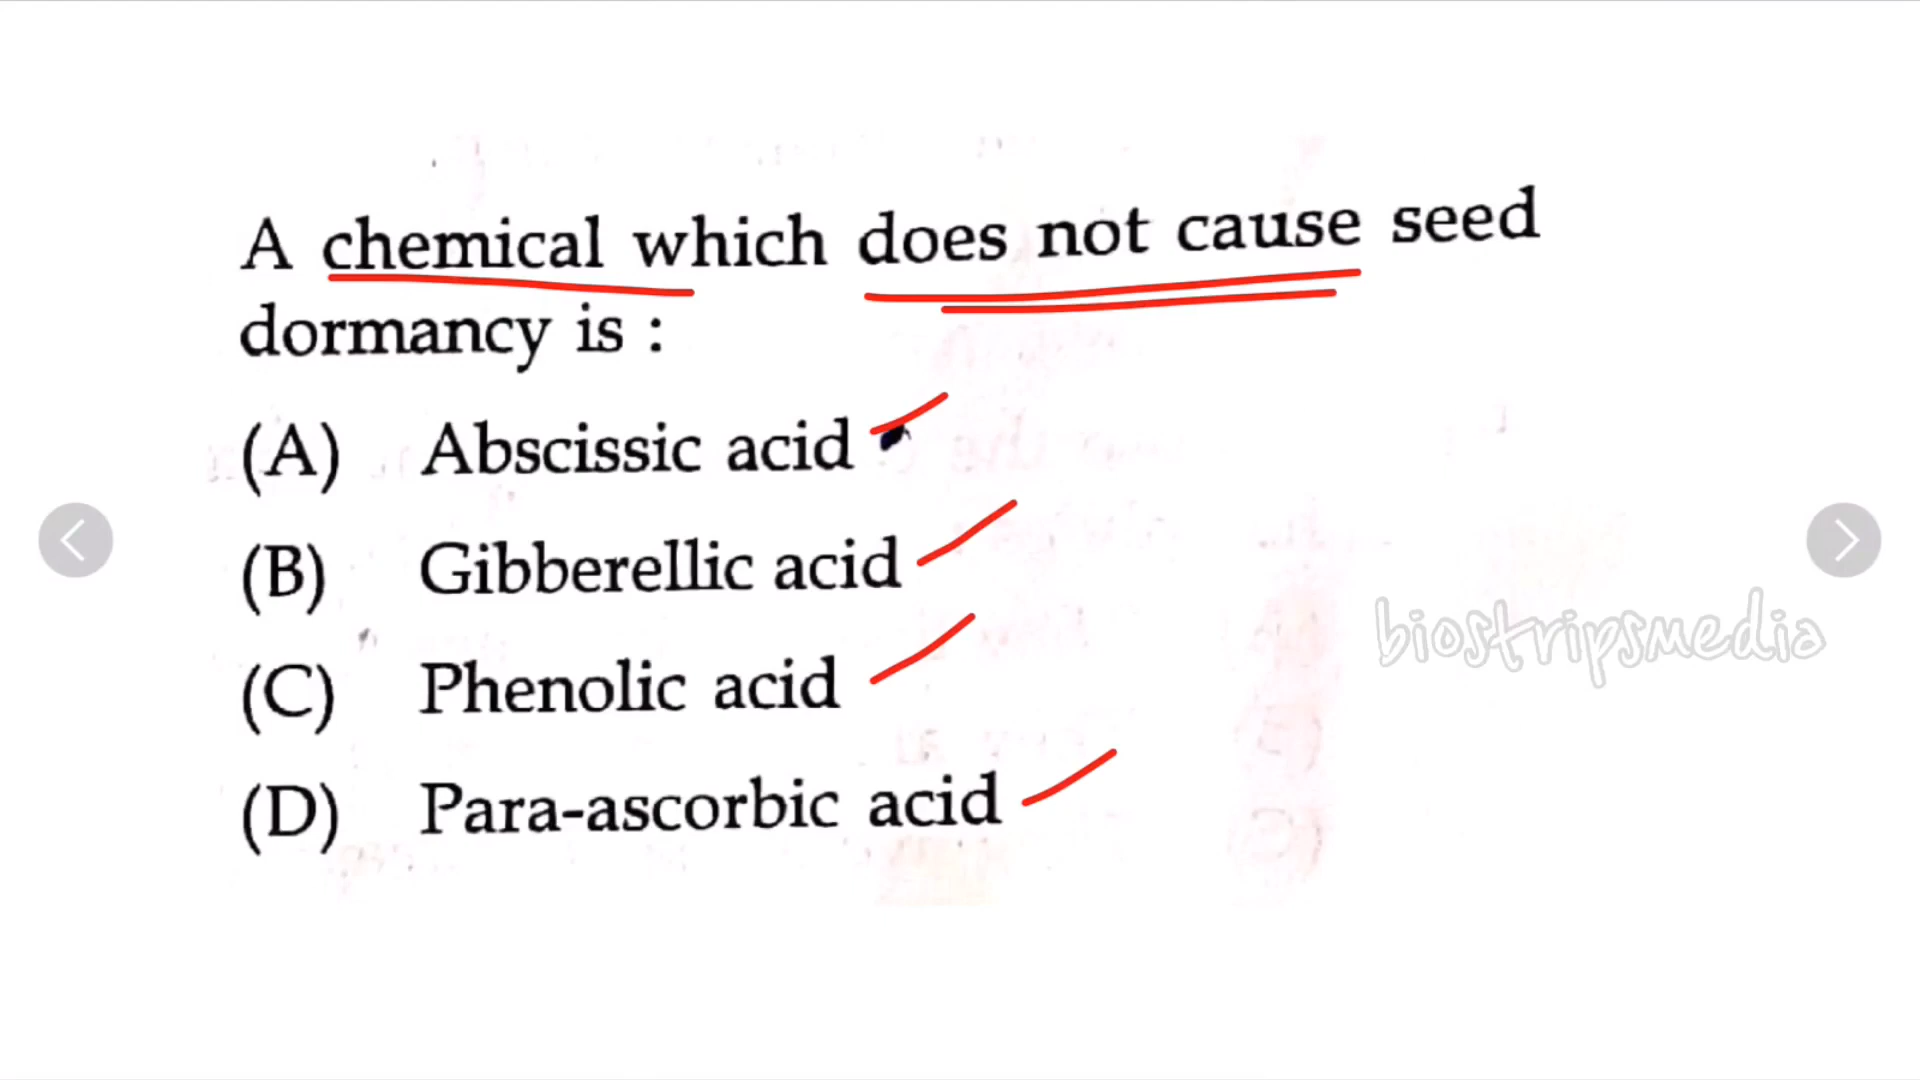 A chemical which does not cause seed
dormancy is :
(A) Abscissic acid
(B) Gibberellic acid
(C) Phenolic acid
(D) Para-ascorbic acid
biostripsmedia